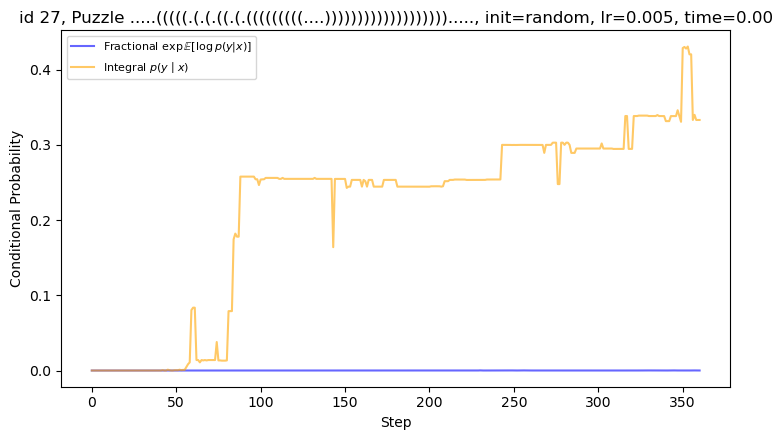 id 27, Puzzle .....(((((.(.(.((.(.((((((((((....))))))))))))))))))))....., init=random, lr=0.005, time=0.00
Fractional exp 𝔼[log p(y|x)]
Integral p(y | x)
Conditional Probability
0.4
0.3
0.2
0.1
0.0
0
50
100
150
200
250
300
350
Step